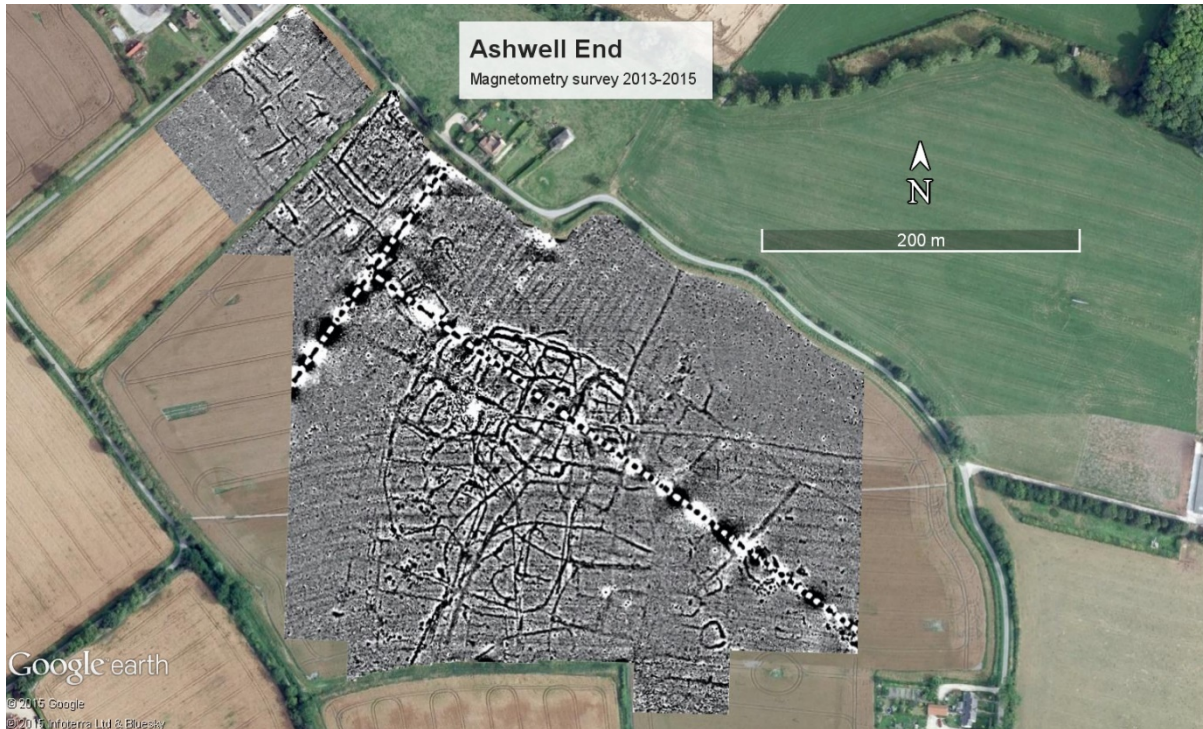 Ashwell End
Magnetometry survey 2013-2015
N
200 m
Google earth
© 2015 Google
© 2015 Infoterra Ltd & Bluesky